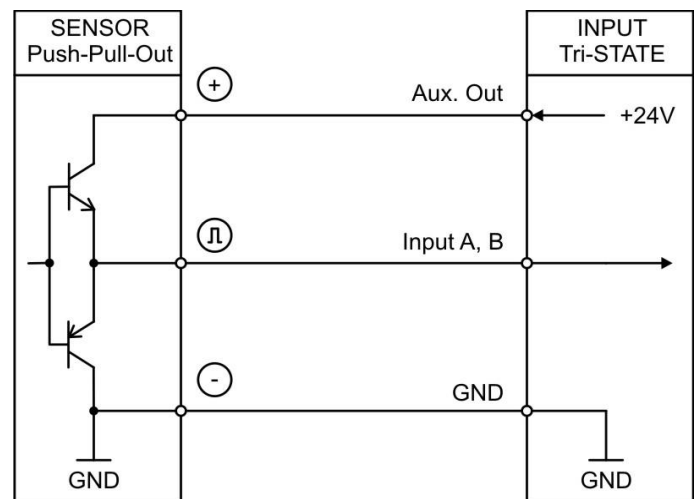 SENSOR
Push-Pull-Out
INPUT
Tri-STATE
+
Aux. Out
+24V
Input A, B
-
GND
GND
GND